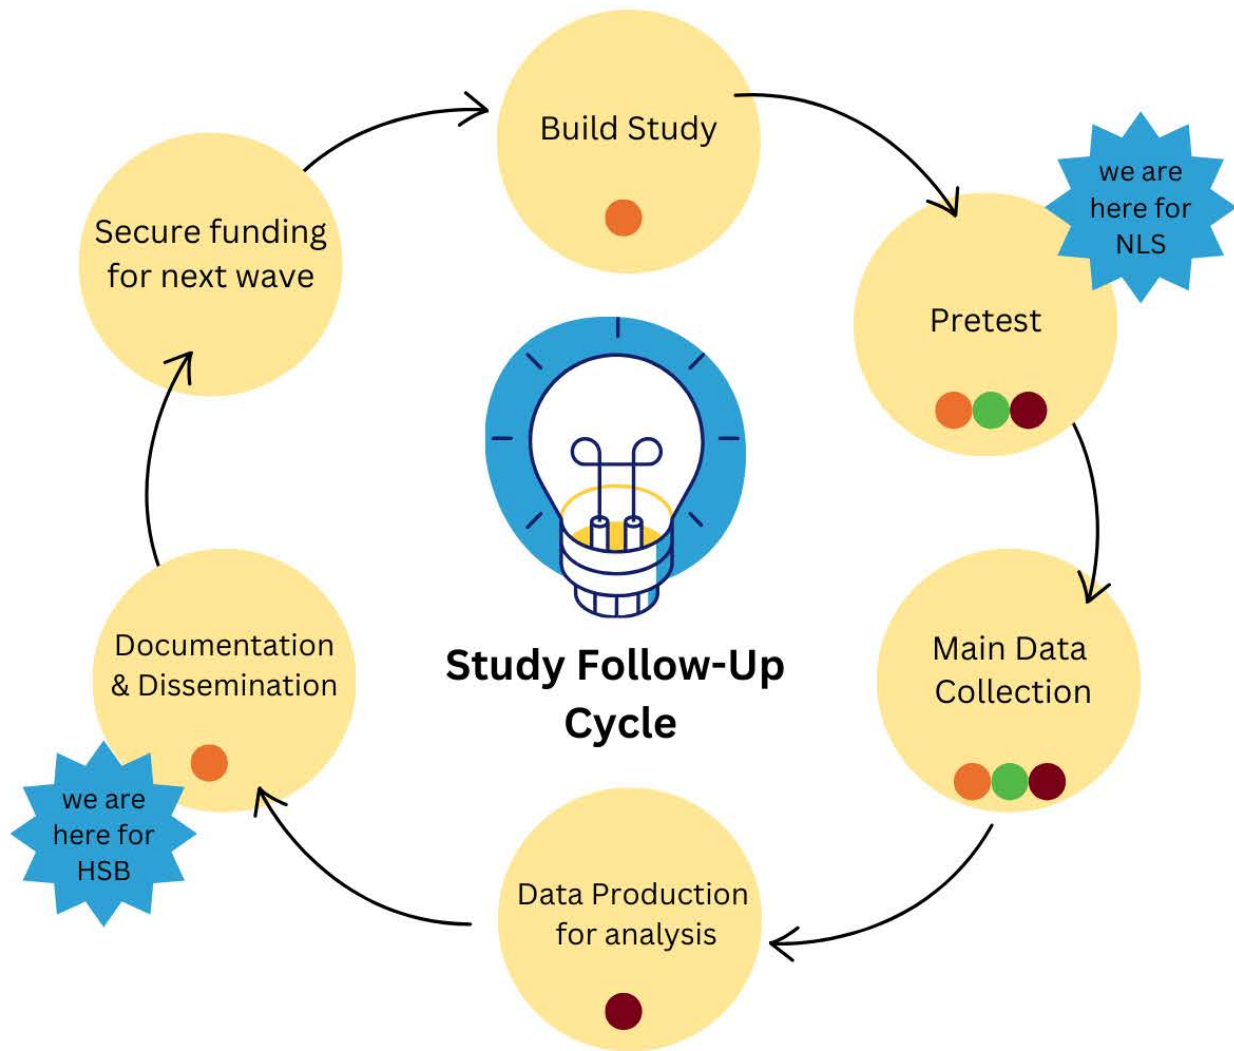 Build Study
we are
here for
NLS
Pretest
Main Data
Collection
Data Production
for analysis
Documentation
& Dissemination
we are
here for
HSB
Secure funding
for next wave
Study Follow-Up
Cycle